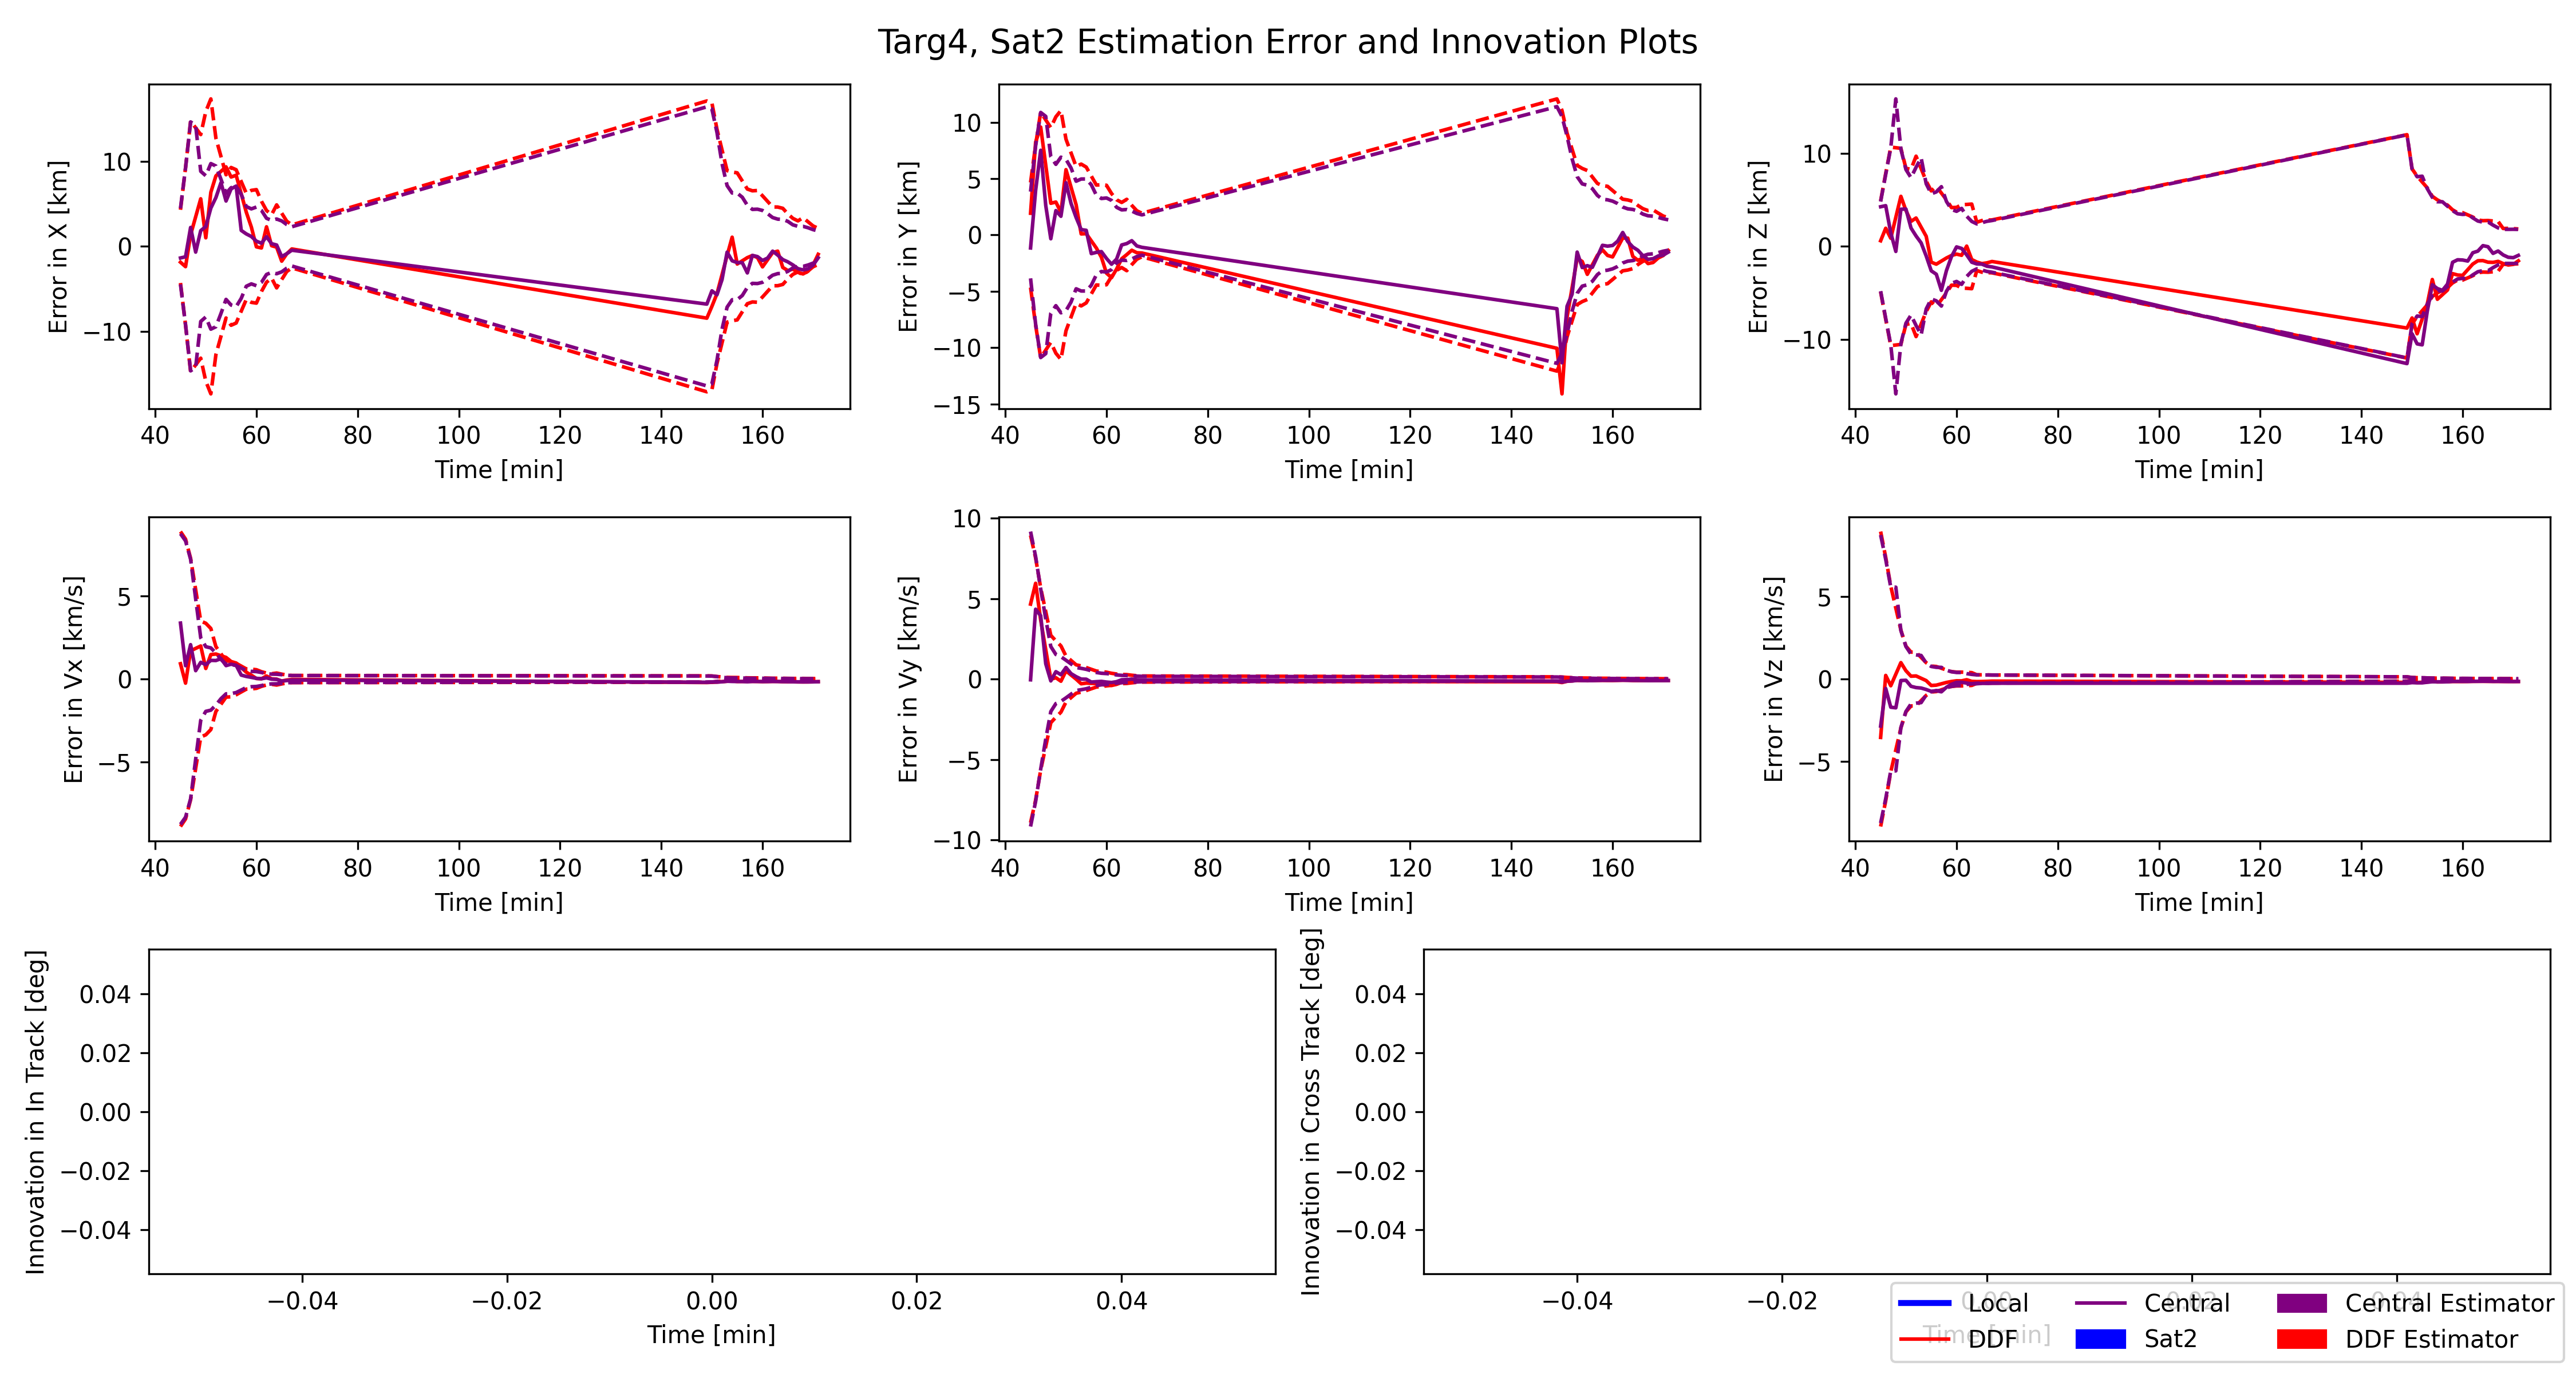 Targ4, Sat2 Estimation Error and Innovation Plots
Error in X [km]
10
0
−10
40 60 80 100 120 140 160
Time [min]
Error in Y [km]
10
5
0
−5
−10
−15
40 60 80 100 120 140 160
Time [min]
Error in Z [km]
10
0
−10
40 60 80 100 120 140 160
Time [min]
Error in Vx [km/s]
5
0
−5
40 60 80 100 120 140 160
Time [min]
Error in Vy [km/s]
10
5
0
−5
−10
40 60 80 100 120 140 160
Time [min]
Error in Vz [km/s]
5
0
−5
40 60 80 100 120 140 160
Time [min]
Innovation in In Track [deg]
0.04
0.02
0.00
−0.02
−0.04
−0.04 −0.02 0.00 0.02 0.04
Time [min]
Innovation in Cross Track [deg]
0.04
0.02
0.00
−0.02
−0.04
−0.04 −0.02 0.00 0.02 0.04
Time [min]
Local
DDF
Central
Sat2
Central Estimator
DDF Estimator